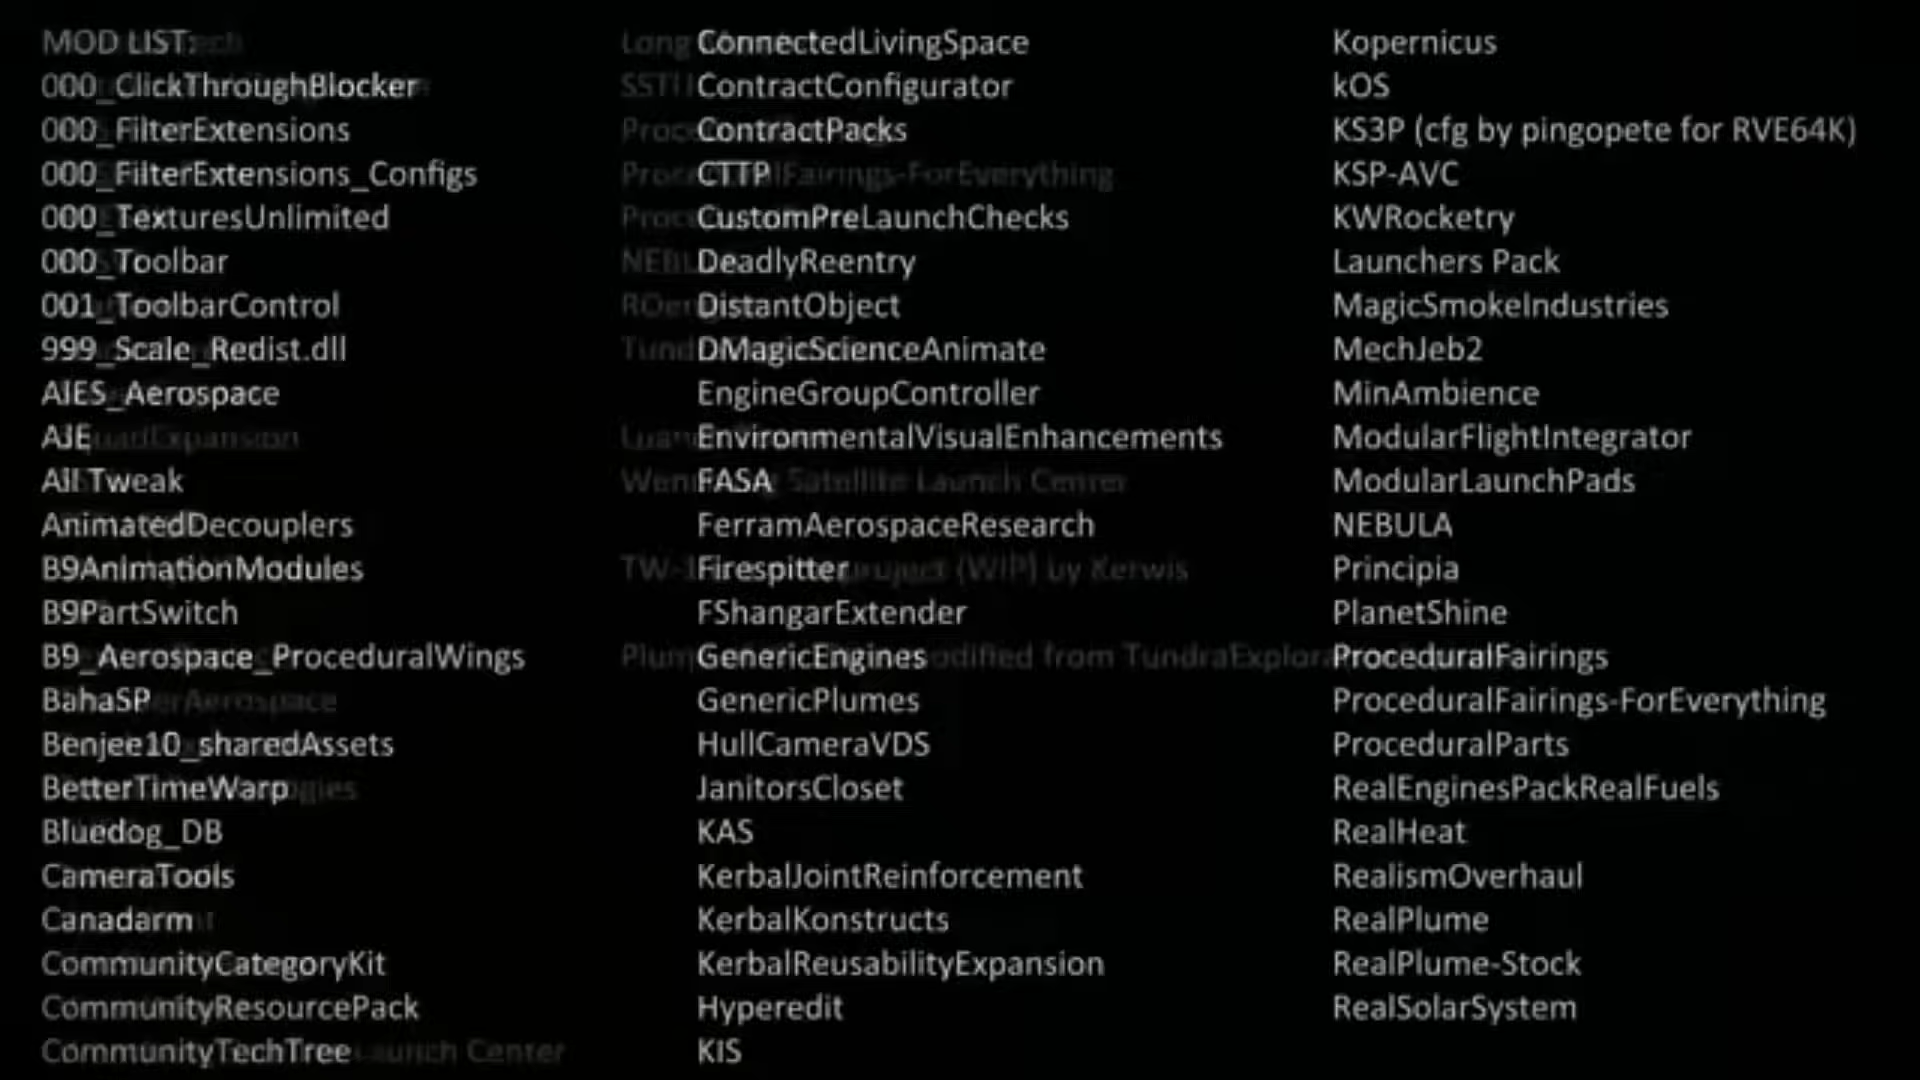 MOD LIST:
000_ClickThroughBlocker
000_FilterExtensions
000_FilterExtensions_Configs
000_TexturesUnlimited
000_Toolbar
001_ToolbarControl
999_Scale_Redist.dll
AIES_Aerospace
AJE
All Tweak
AnimatedDecouplers
B9AnimationModules
B9PartSwitch
B9_Aerospace_ProceduralWings
BahaSP
Benjee10_sharedAssets
BetterTimeWarp
Bluedog_DB
CameraTools
Canadarm
CommunityCategoryKit
CommunityResourcePack
CommunityTechTree
ConnectedLivingSpace
ContractConfigurator
ContractPacks
CTTP
CustomPreLaunchChecks
DeadlyReentry
DistantObject
DMagicScienceAnimate
EngineGroupController
EnvironmentalVisualEnhancements
FASA
FerramAerospaceResearch
Firespitter
FShangarExtender
GenericEngines
GenericPlumes
HullCameraVDS
JanitorsCloset
KAS
KerbalJointReinforcement
KerbalKonstructs
KerbalReusabilityExpansion
Hyperedit
KIS
Kopernicus
kOS
KS3P (cfg by pingopete for RVE64K)
KSP-AVC
KWRocketry
Launchers Pack
MagicSmokeIndustries
MechJeb2
MinAmbience
ModularFlightIntegrator
ModularLaunchPads
NEBULA
Principia
PlanetShine
ProceduralFairings
ProceduralFairings-ForEverything
ProceduralParts
RealEnginesPackRealFuels
RealHeat
RealismOverhaul
RealPlume
RealPlume-Stock
RealSolarSystem